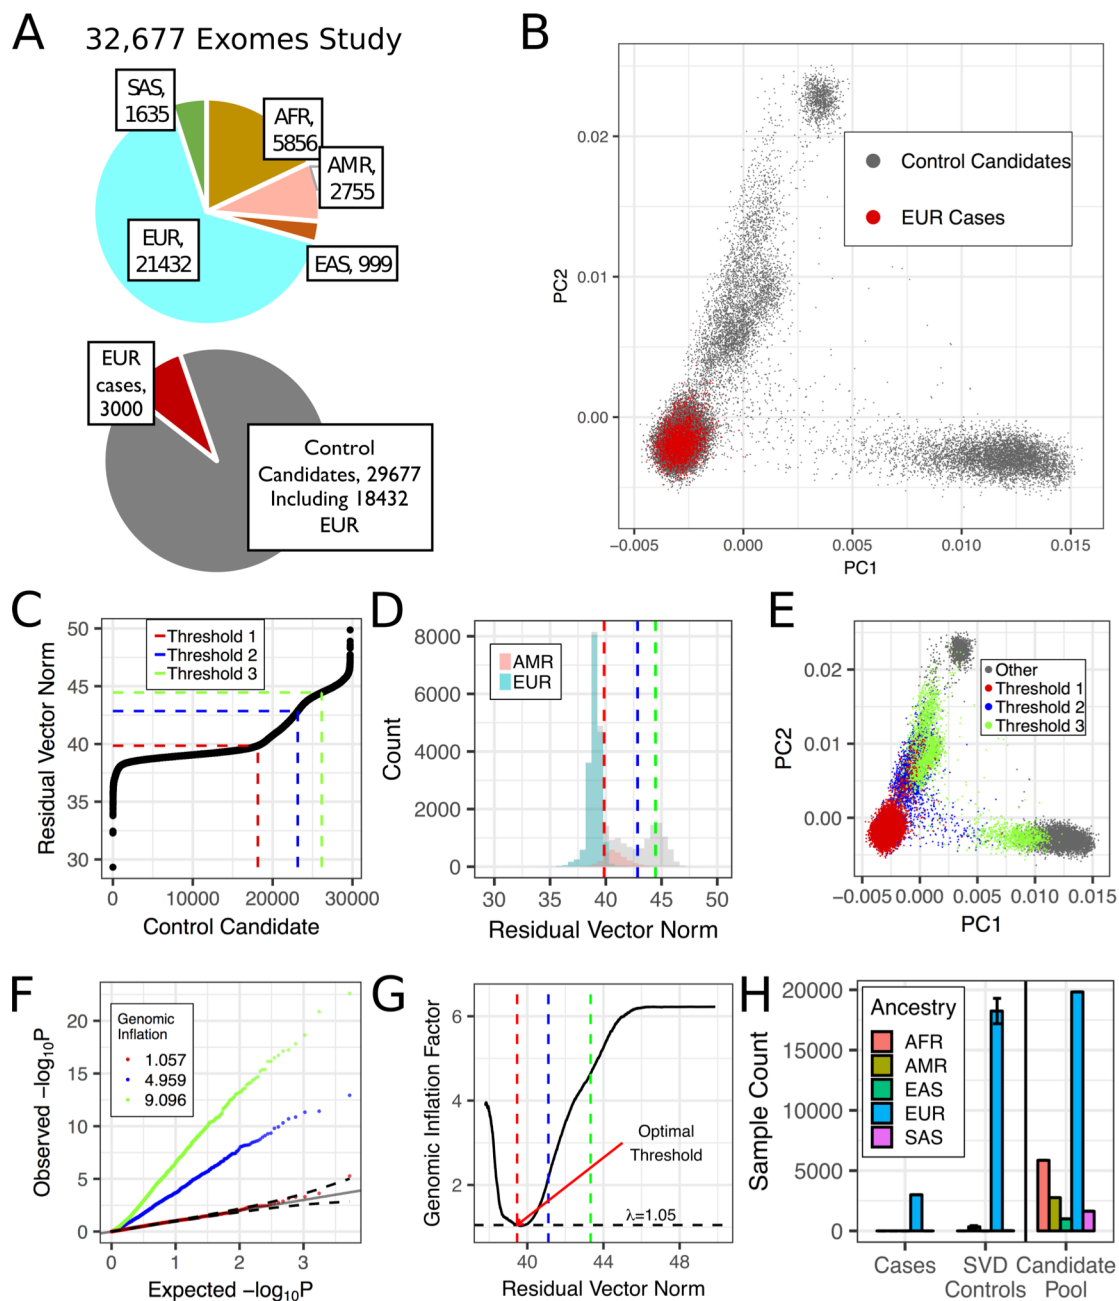 A
32,677 Exomes Study
SAS,
1635
AFR,
5856
AMR,
2755
EUR,
21432
EAS, 999
EUR
cases,
3000
Control
Candidates, 29677
Including 18432
EUR
B
0.02
0.01
0.00
PC2
Control Candidates
EUR Cases
−0.005
0.000
0.005
0.010
0.015
PC1
C
50
45
40
35
30
Residual Vector Norm
Threshold 1
Threshold 2
Threshold 3
0
10000
20000
30000
Control Candidate
D
8000
6000
4000
2000
0
Count
AMR
EUR
30
35
40
45
50
Residual Vector Norm
E
0.02
0.01
0.00
PC2
Other
Threshold 1
Threshold 2
Threshold 3
−0.005
0.000
0.005
0.010
0.015
PC1
F
20
15
10
5
0
Observed −log10P
Genomic
Inflation
1.057
4.959
9.096
0
1
2
3
Expected −log10P
G
6
4
2
Genomic Inflation Factor
Optimal
Threshold
λ=1.05
40
44
48
Residual Vector Norm
H
20000
15000
10000
5000
0
Sample Count
Ancestry
AFR
AMR
EAS
EUR
SAS
Cases
SVD
Controls
Candidate
Pool